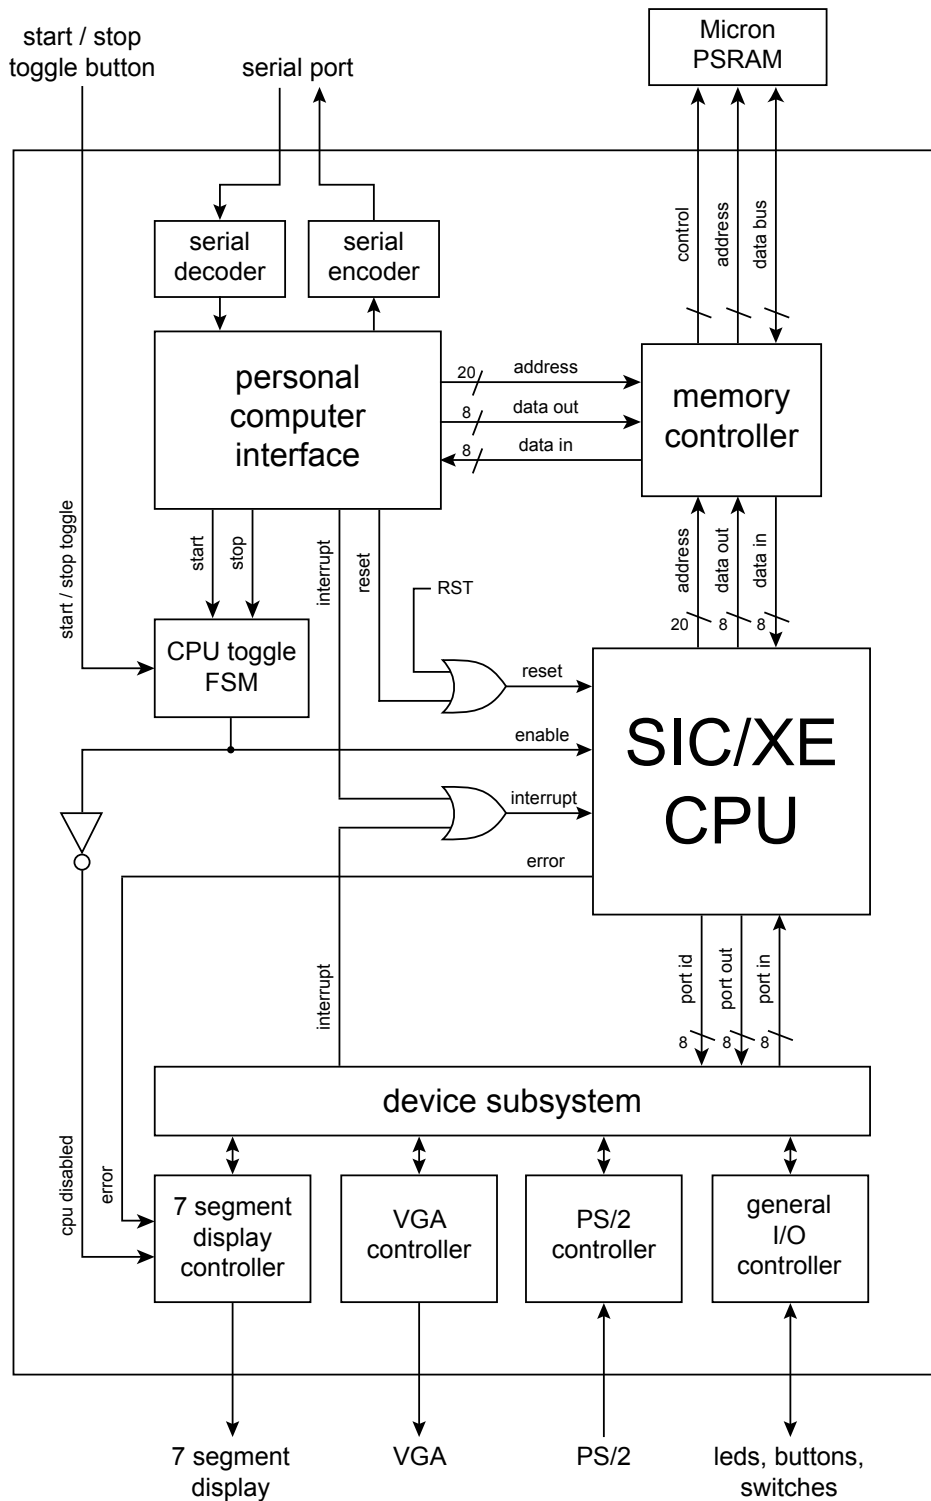 start / stop
toggle button
serial port
Micron
PSRAM
control
address
data bus
serial
decoder
serial
encoder
personal
computer
interface
20
address
8
data out
8
data in
memory
controller
start / stop toggle
start
stop
interrupt
reset
address
data out
data in
20
8
8
RST
CPU toggle
FSM
reset
enable
interrupt
error
SIC/XE
CPU
interrupt
port id
port out
port in
8
8
8
device subsystem
cpu disabled
error
7 segment
display
controller
VGA
controller
PS/2
controller
general
I/O
controller
7 segment
display
VGA
PS/2
leds, buttons,
switches